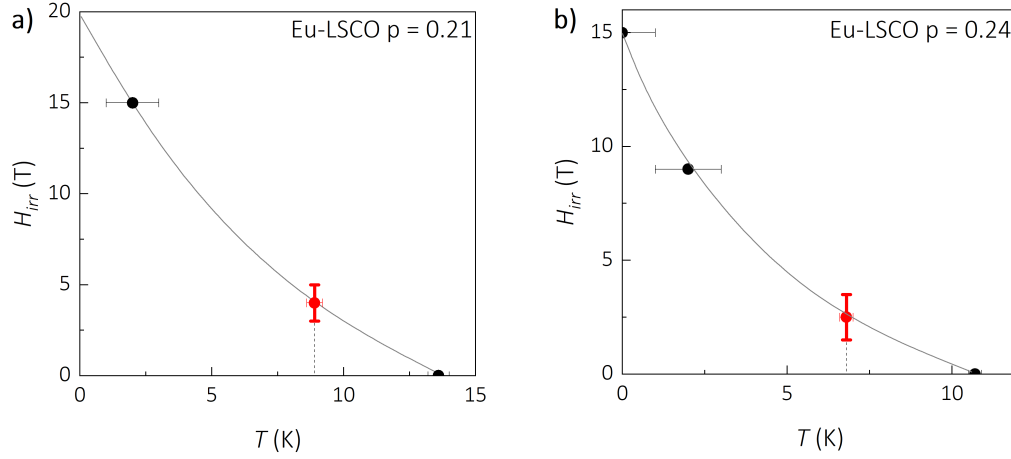 a)
Eu-LSCO p = 0.21
20
15
10
5
0
H_irr (T)
0 5 10 15
T (K)
b)
Eu-LSCO p = 0.24
15
10
5
0
H_irr (T)
0 5 10
T (K)